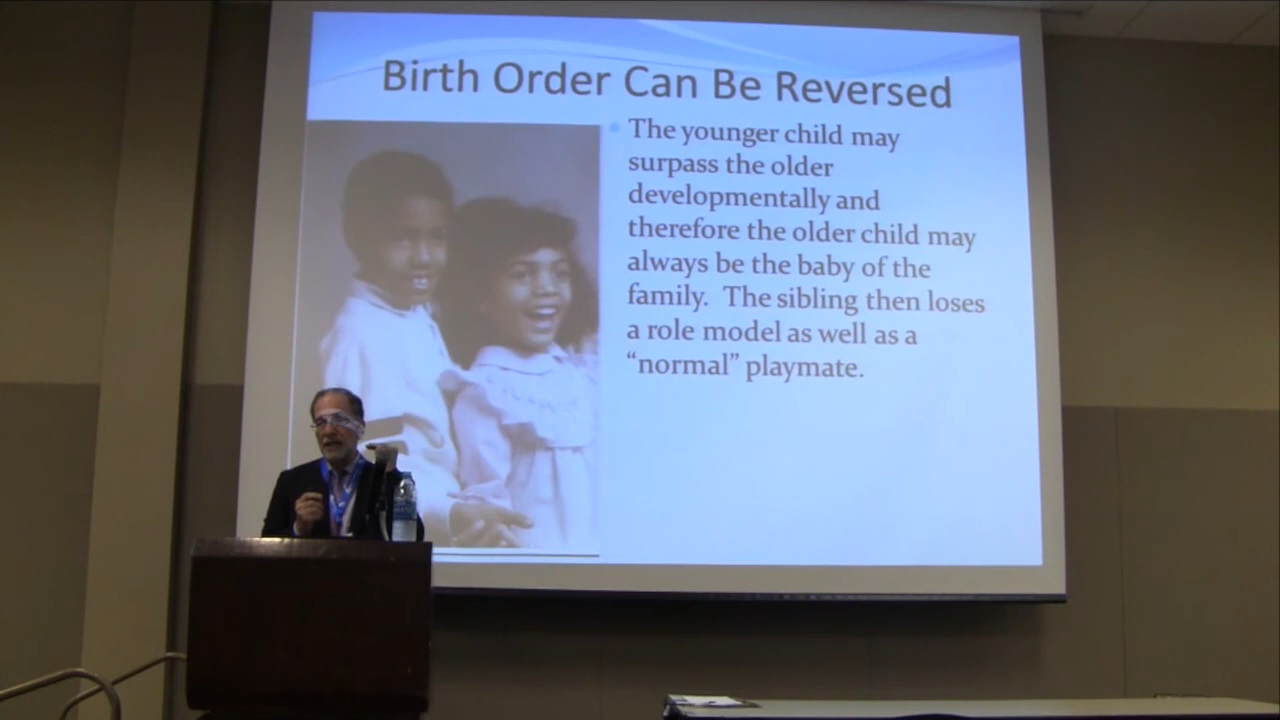 Birth Order Can Be Reversed
The younger child may
surpass the older
developmentally and
therefore the older child may
always be the baby of the
family. The sibling then loses
a role model as well as a
“normal” playmate.